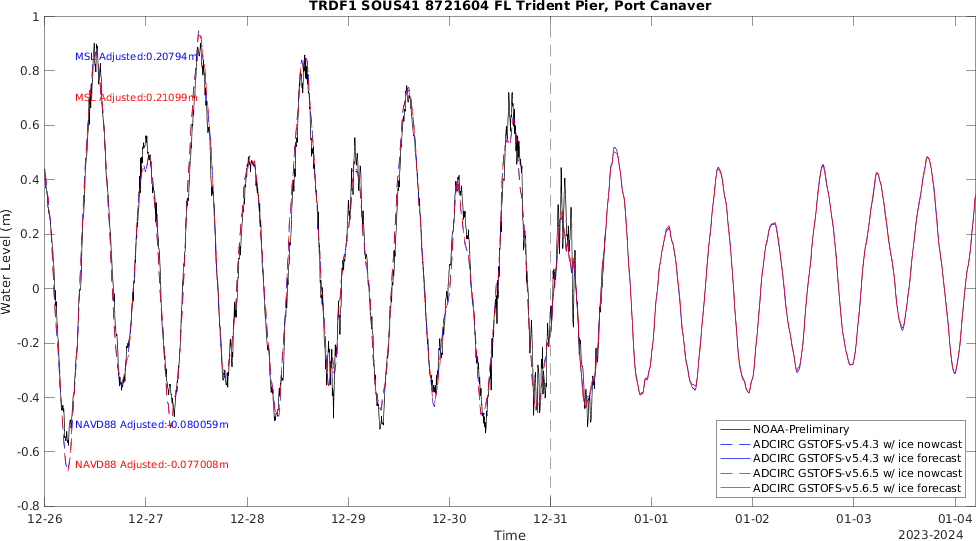 TRDF1 SOUS41 8721604 FL Trident Pier, Port Canaver
1
0.8
0.6
0.4
0.2
0
-0.2
-0.4
-0.6
-0.8
Water Level (m)
MSL Adjusted:0.20794m
MSL Adjusted:0.21099m
NAVD88 Adjusted:-0.080059m
NAVD88 Adjusted:-0.077008m
NOAA-Preliminary
ADCIRC GSTOFS-v5.4.3 w/ ice nowcast
ADCIRC GSTOFS-v5.4.3 w/ ice forecast
ADCIRC GSTOFS-v5.6.5 w/ ice nowcast
ADCIRC GSTOFS-v5.6.5 w/ ice forecast
12-26 12-27 12-28 12-29 12-30 12-31 01-01 01-02 01-03 01-04
Time
2023-2024